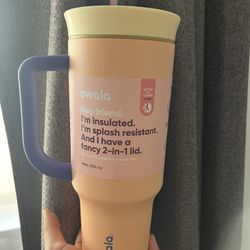 owala
Hey friend.
I'm insulated.
I'm splash resistant.
And I have a
fancy 2-in-1 lid.
owala